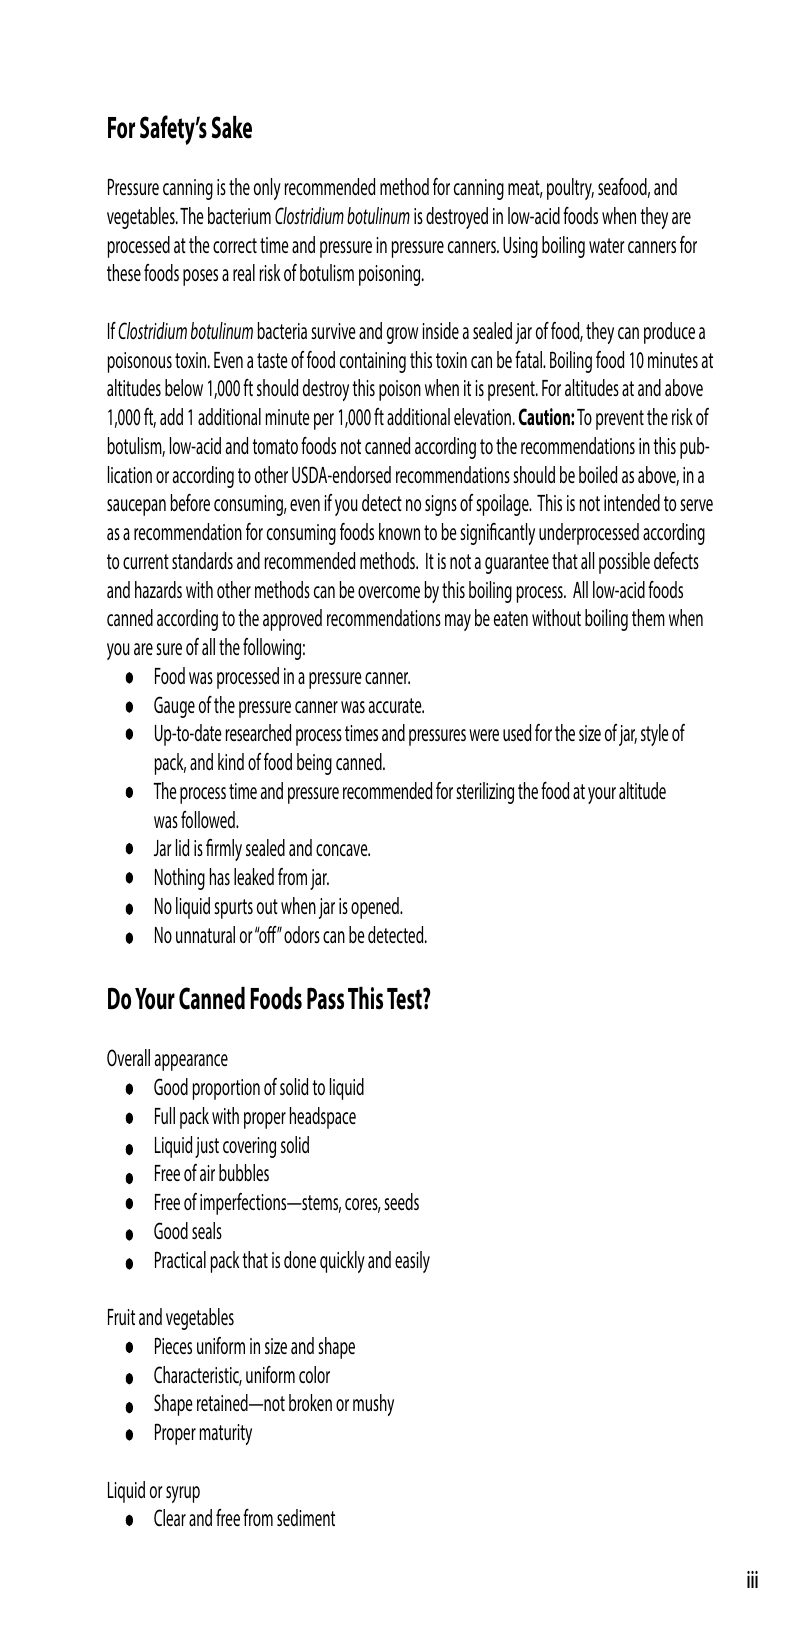 For Safety’s Sake
Pressure canning is the only recommended method for canning meat, poultry, seafood, and
vegetables. The bacterium Clostridium botulinum is destroyed in low-acid foods when they are
processed at the correct time and pressure in pressure canners. Using boiling water canners for
these foods poses a real risk of botulism poisoning.
If Clostridium botulinum bacteria survive and grow inside a sealed jar of food, they can produce a
poisonous toxin. Even a taste of food containing this toxin can be fatal. Boiling food 10 minutes at
altitudes below 1,000 ft should destroy this poison when it is present. For altitudes at and above
1,000 ft, add 1 additional minute per 1,000 ft additional elevation. Caution: To prevent the risk of
botulism, low-acid and tomato foods not canned according to the recommendations in this pub-
lication or according to other USDA-endorsed recommendations should be boiled as above, in a
saucepan before consuming, even if you detect no signs of spoilage. This is not intended to serve
as a recommendation for consuming foods known to be significantly underprocessed according
to current standards and recommended methods. It is not a guarantee that all possible defects
and hazards with other methods can be overcome by this boiling process. All low-acid foods
canned according to the approved recommendations may be eaten without boiling them when
you are sure of all the following:
● Food was processed in a pressure canner.
● Gauge of the pressure canner was accurate.
● Up-to-date researched process times and pressures were used for the size of jar, style of
pack, and kind of food being canned.
● The process time and pressure recommended for sterilizing the food at your altitude
was followed.
● Jar lid is firmly sealed and concave.
● Nothing has leaked from jar.
● No liquid spurts out when jar is opened.
● No unnatural or “off” odors can be detected.
Do Your Canned Foods Pass This Test?
Overall appearance
● Good proportion of solid to liquid
● Full pack with proper headspace
● Liquid just covering solid
● Free of air bubbles
● Free of imperfections—stems, cores, seeds
● Good seals
● Practical pack that is done quickly and easily
Fruit and vegetables
● Pieces uniform in size and shape
● Characteristic, uniform color
● Shape retained—not broken or mushy
● Proper maturity
Liquid or syrup
● Clear and free from sediment
iii